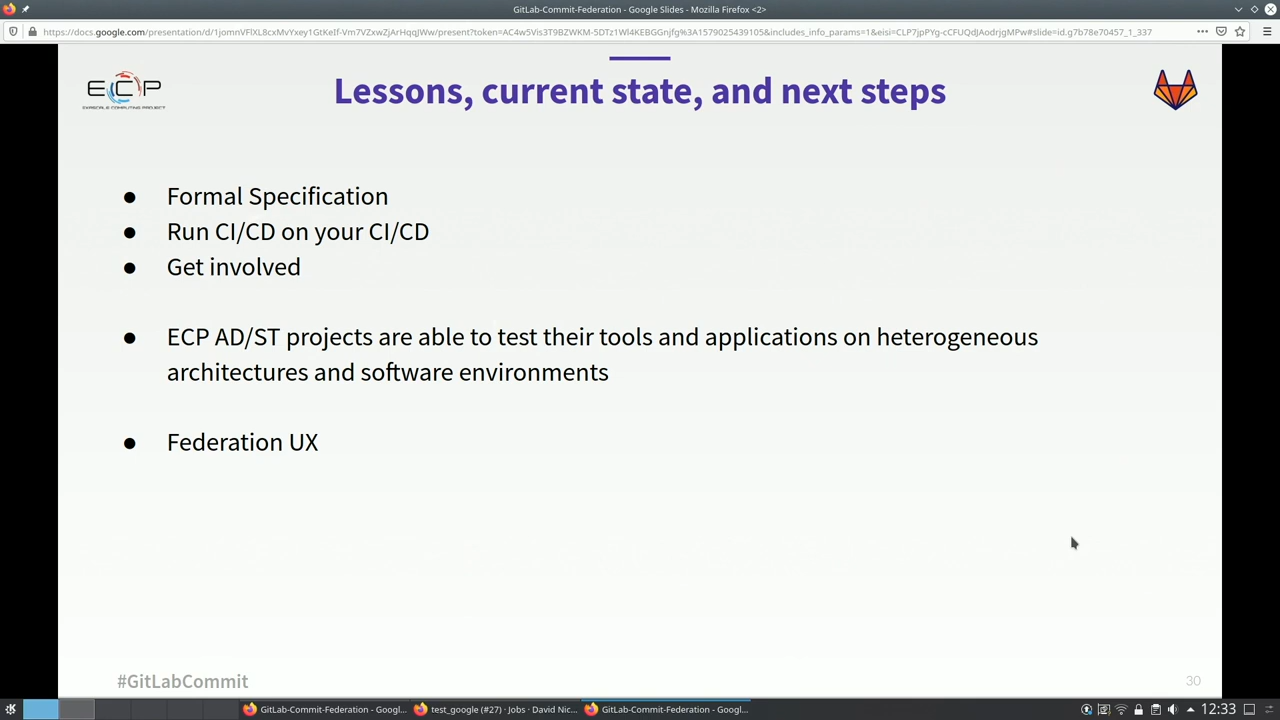 GitLab-Commit-Federation - Google Slides - Mozilla Firefox <2>
ECP
EXASCALE COMPUTING PROJECT
Lessons, current state, and next steps
● Formal Specification
● Run CI/CD on your CI/CD
● Get involved
● ECP AD/ST projects are able to test their tools and applications on heterogeneous
architectures and software environments
● Federation UX
#GitLabCommit
30
GitLab-Commit-Federation - Googl...
test_google (#27) · Jobs · David Nic...
GitLab-Commit-Federation - Googl...
12:33